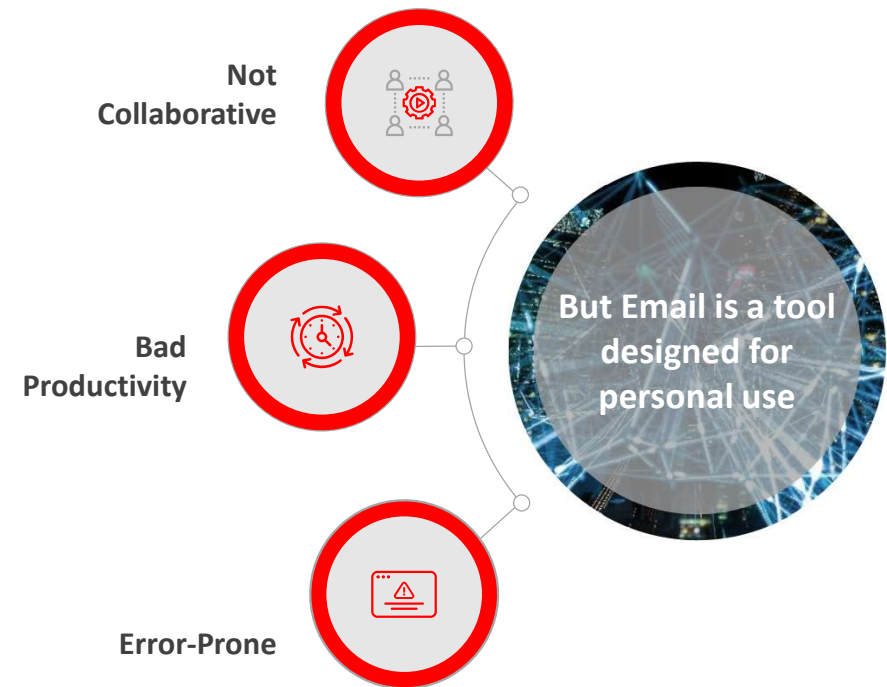 Not
Collaborative
Bad
Productivity
Error-Prone
But Email is a tool
designed for
personal use